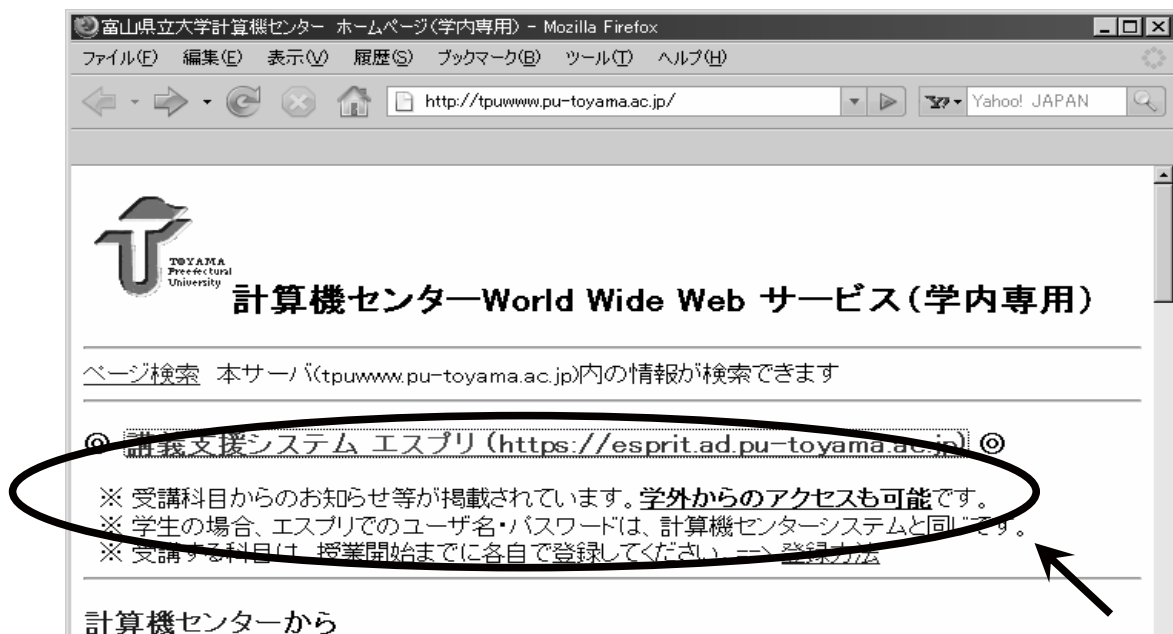 富山県立大学計算機センター ホームページ(学内専用) - Mozilla Firefox
ファイル(F) 編集(E) 表示(V) 履歴(S) ブックマーク(B) ツール(T) ヘルプ(H)
http://tpuwww.pu-toyama.ac.jp/ Yahoo! JAPAN
TOYAMA
Prefectural
University
計算機センターWorld Wide Web サービス(学内専用)
ページ検索 本サーバ(tpuwww.pu-toyama.ac.jp)内の情報が検索できます
◎ 講義支援システム エスプリ (https://esprit.ad.pu-toyama.ac.jp) ◎
※ 受講科目からのお知らせ等が掲載されています。学外からのアクセスも可能です。
※ 学生の場合、エスプリでのユーザ名・パスワードは、計算機センターシステムと同じです。
※ 受講する科目は、授業開始までに各自で登録してください。 --> 登録方法
計算機センターから